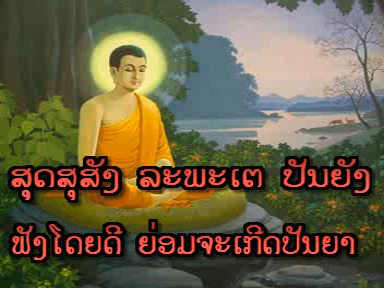 ສຸດສຸສັງ ລະພະເຕ ປັນຍັງ
ຟັງໂດຍດີ ຍ່ອມຈະເກີດປັນຍາ